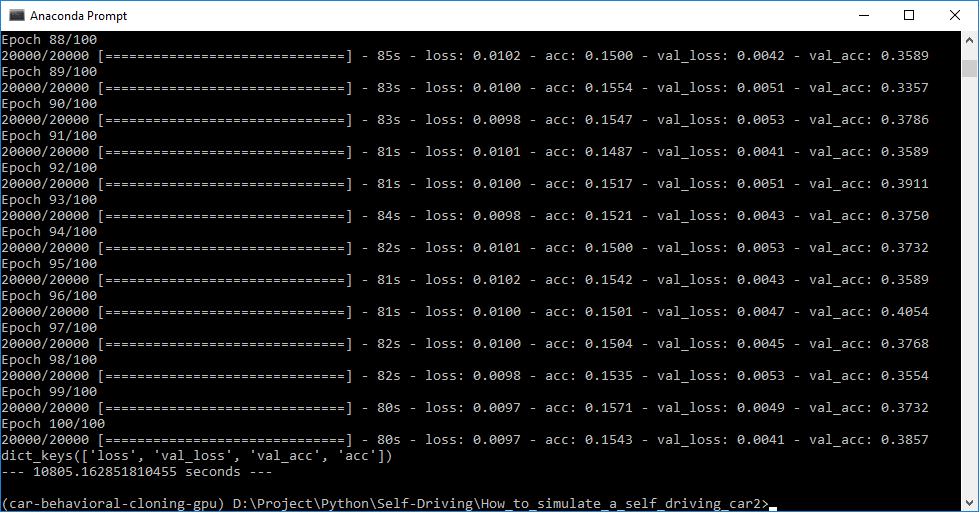 Anaconda Prompt
Epoch 88/100
20000/20000 [==============================] - 85s - loss: 0.0102 - acc: 0.1500 - val_loss: 0.0042 - val_acc: 0.3589
Epoch 89/100
20000/20000 [==============================] - 83s - loss: 0.0100 - acc: 0.1554 - val_loss: 0.0051 - val_acc: 0.3357
Epoch 90/100
20000/20000 [==============================] - 83s - loss: 0.0098 - acc: 0.1547 - val_loss: 0.0053 - val_acc: 0.3786
Epoch 91/100
20000/20000 [==============================] - 81s - loss: 0.0101 - acc: 0.1487 - val_loss: 0.0041 - val_acc: 0.3589
Epoch 92/100
20000/20000 [==============================] - 81s - loss: 0.0100 - acc: 0.1517 - val_loss: 0.0051 - val_acc: 0.3911
Epoch 93/100
20000/20000 [==============================] - 84s - loss: 0.0098 - acc: 0.1521 - val_loss: 0.0043 - val_acc: 0.3750
Epoch 94/100
20000/20000 [==============================] - 82s - loss: 0.0101 - acc: 0.1500 - val_loss: 0.0053 - val_acc: 0.3732
Epoch 95/100
20000/20000 [==============================] - 81s - loss: 0.0102 - acc: 0.1542 - val_loss: 0.0043 - val_acc: 0.3589
Epoch 96/100
20000/20000 [==============================] - 81s - loss: 0.0100 - acc: 0.1501 - val_loss: 0.0047 - val_acc: 0.4054
Epoch 97/100
20000/20000 [==============================] - 82s - loss: 0.0100 - acc: 0.1504 - val_loss: 0.0045 - val_acc: 0.3768
Epoch 98/100
20000/20000 [==============================] - 82s - loss: 0.0098 - acc: 0.1535 - val_loss: 0.0053 - val_acc: 0.3554
Epoch 99/100
20000/20000 [==============================] - 80s - loss: 0.0097 - acc: 0.1571 - val_loss: 0.0049 - val_acc: 0.3732
Epoch 100/100
20000/20000 [==============================] - 80s - loss: 0.0097 - acc: 0.1543 - val_loss: 0.0041 - val_acc: 0.3857
dict_keys(['loss', 'val_loss', 'val_acc', 'acc'])
--- 10805.162851810455 seconds ---
(car-behavioral-cloning-gpu) D:\Project\Python\Self-Driving\How_to_simulate_a_self_driving_car2>